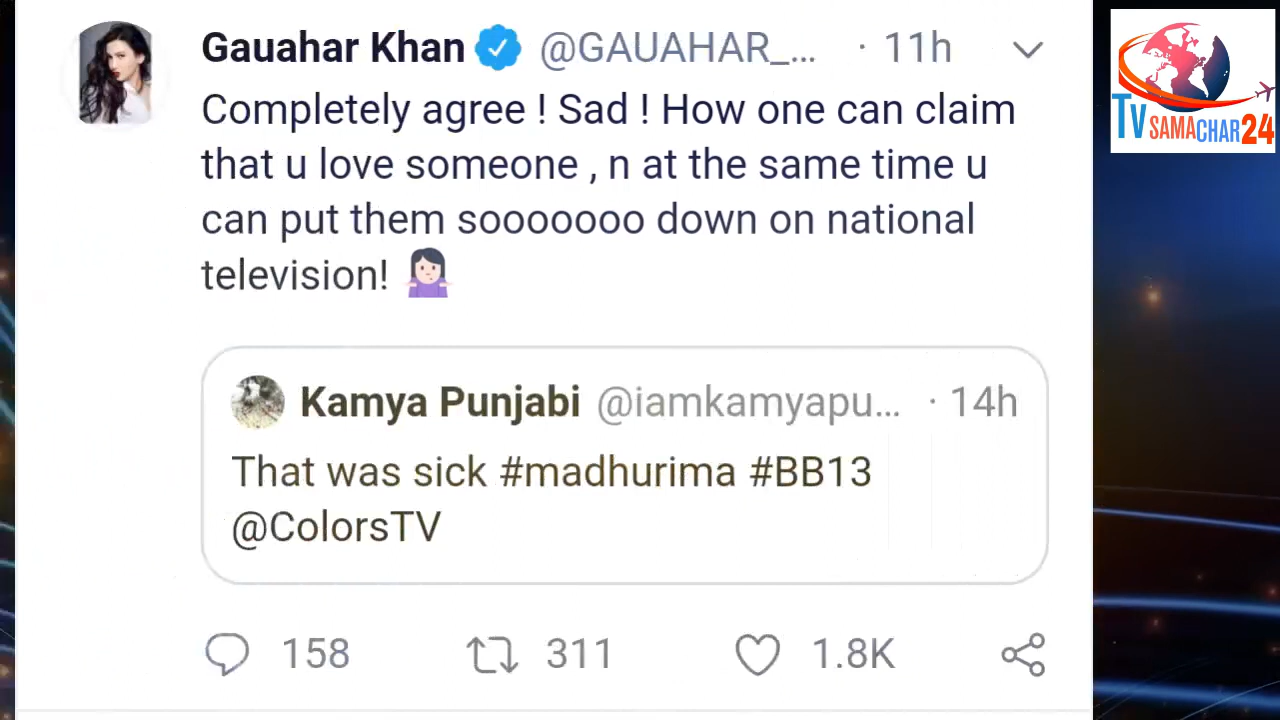 Gauahar Khan @GAUAHAR_... · 11h
Completely agree ! Sad ! How one can claim
that u love someone , n at the same time u
can put them sooooooo down on national
television! 🤷🏻‍♀️
Kamya Punjabi @iamkamyapu... · 14h
That was sick #madhurima #BB13
@ColorsTV
158 311 1.8K
TV SAMACHAR24